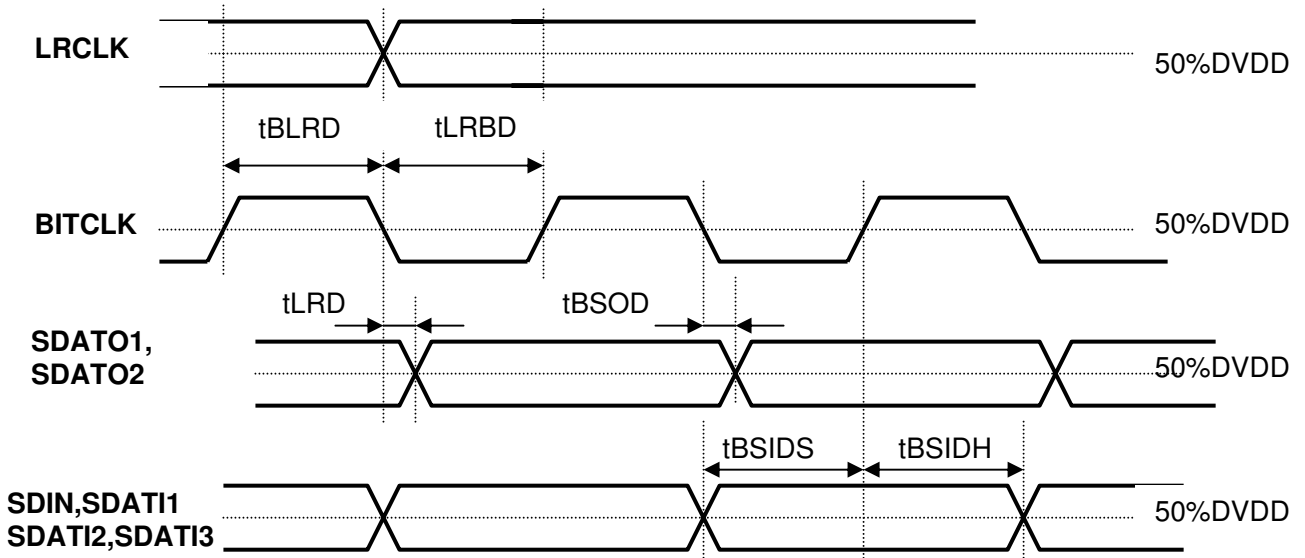 LRCLK
50%DVDD
tBLRD
tLRBD
BITCLK
50%DVDD
tLRD
tBSOD
SDATO1,
SDATO2
50%DVDD
tBSIDS
tBSIDH
SDIN,SDATI1
SDATI2,SDATI3
50%DVDD